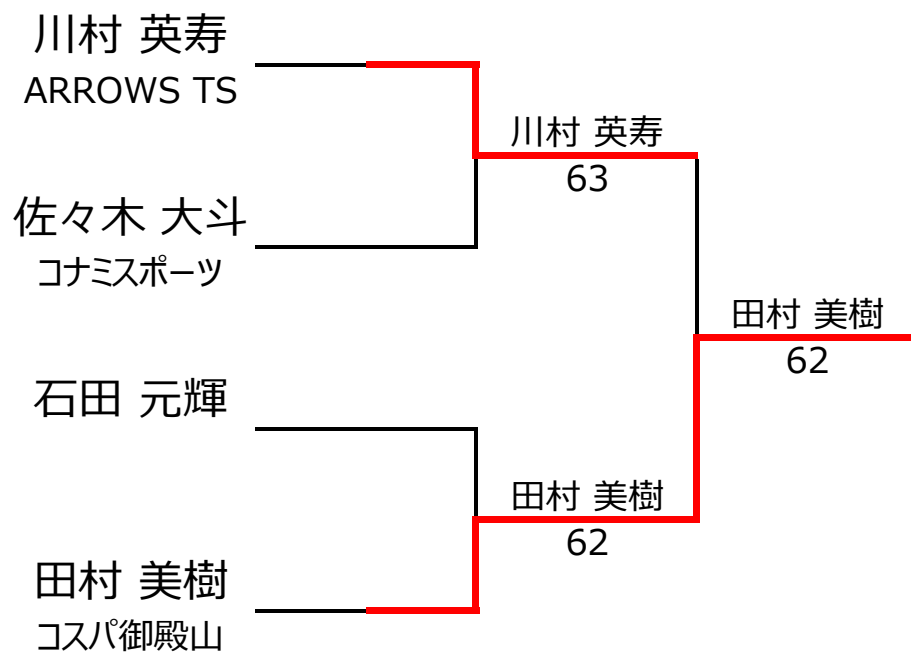 川村 英寿
ARROWS TS
川村 英寿
63
佐々木 大斗
コナミスポーツ
田村 美樹
62
石田 元輝
田村 美樹
62
田村 美樹
コスパ御殿山